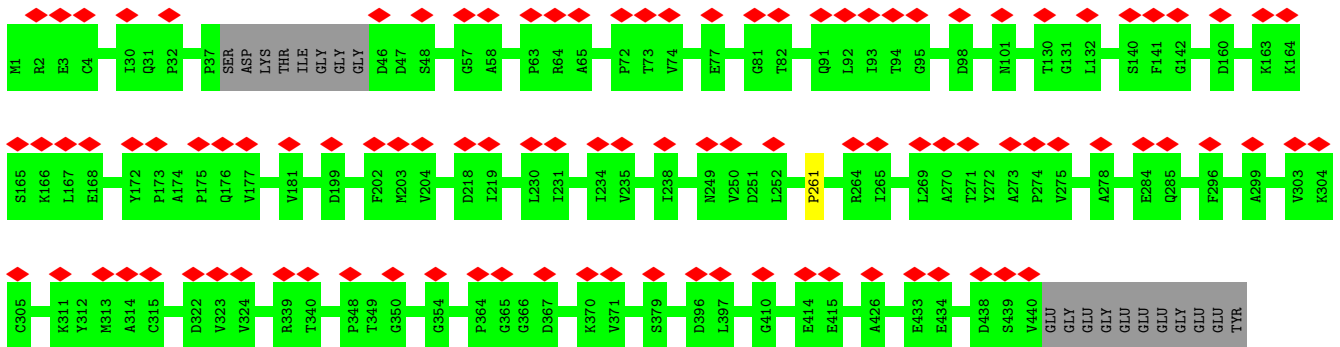 M1 R2 E3 C4 I30 Q31 P32 P37 SER ASP LYS THR ILE GLY GLY GLY D46 D47 S48 G57 A58 P63 R64 A65 P72 T73 V74 E77 G81 T82 Q91 L92 I93 T94 G95 D98 N101 T130 G131 L132 S140 F141 G142 D160 K163 K164
S165 K166 L167 E168 Y172 P173 A174 P175 Q176 V177 V181 D199 F202 M203 V204 D218 I219 L230 I231 I234 V235 I238 N249 V250 D251 L252 P261 R264 I265 L269 A270 T271 Y272 A273 P274 V275 A278 E284 Q285 F296 A299 V303 K304
C305 K311 Y312 M313 A314 C315 D322 V323 V324 R339 T340 P348 T349 G350 G354 P364 G365 G366 D367 K370 V371 S379 D396 L397 G410 E414 E415 A426 E433 E434 D438 S439 V440 GLU GLY GLU GLY GLU GLU GLU GLY GLU GLU TYR